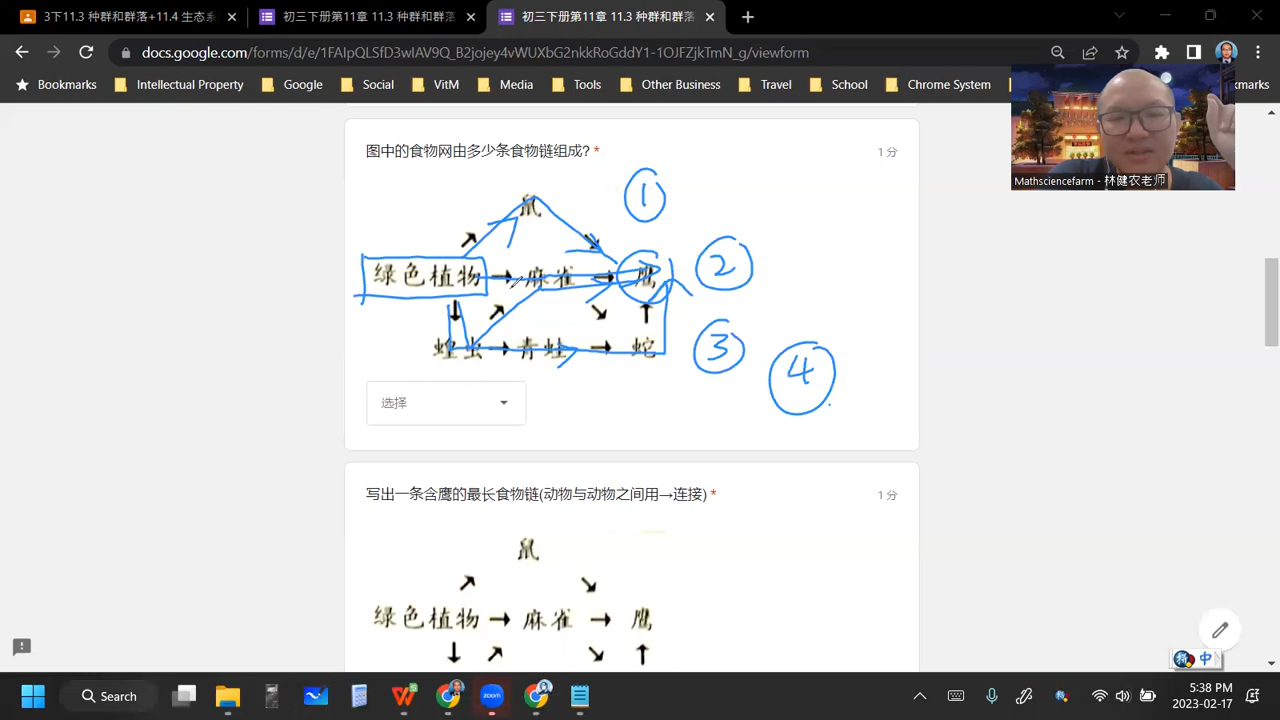 3下11.3 种群和群落+11.4 生态系
初三下册第11章 11.3 种群和群落
初三下册第11章 11.3 种群和群落
docs.google.com/forms/d/e/1FAIpQLSfD3wIAV9Q_B2jojey4vWUXbG2nkkRoGddY1-1OJFZjkTmN_g/viewform
Bookmarks Intellectual Property Google Social VitM Media Tools Other Business Travel School Chrome System
图中的食物网由多少条食物链组成? * 1 分
鼠 ①
绿色植物 → 麻雀 → 鹰 ②
蝗虫 → 青蛙 → 蛇 ③ ④
选择
Mathsciencefarm - 林健农老师
写出一条含鹰的最长食物链(动物与动物之间用→连接) * 1 分
鼠
绿色植物 → 麻雀 → 鹰
中
Search
zoom
5:38 PM
2023-02-17